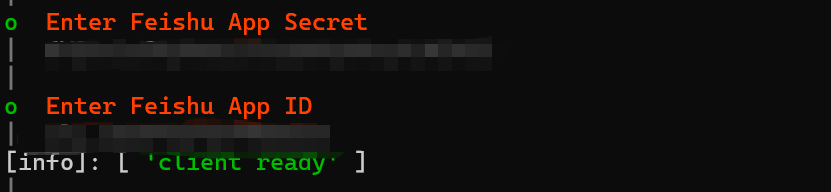 o Enter Feishu App Secret
o Enter Feishu App ID
[info]: [ 'client ready' ]